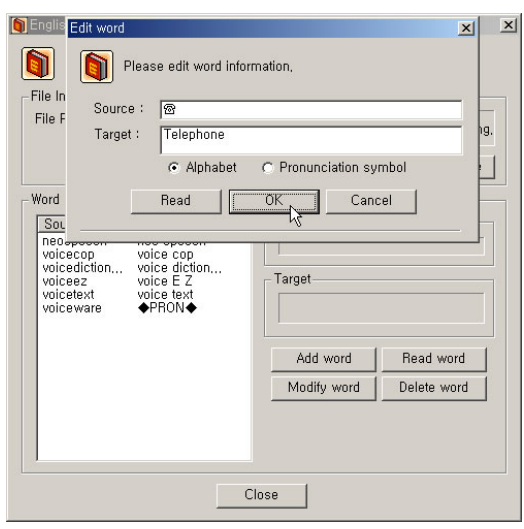 Englis
Edit word
Please edit word information,
Source : ☎
Target : Telephone
Alphabet Pronunciation symbol
Read OK Cancel
File In
File P
ng,
Word
Sou
voicecop voice cop
voicediction... voice diction...
voiceez voice E Z
voicetext voice text
voiceware ◆PRON◆
Target
Add word Read word
Modify word Delete word
Close